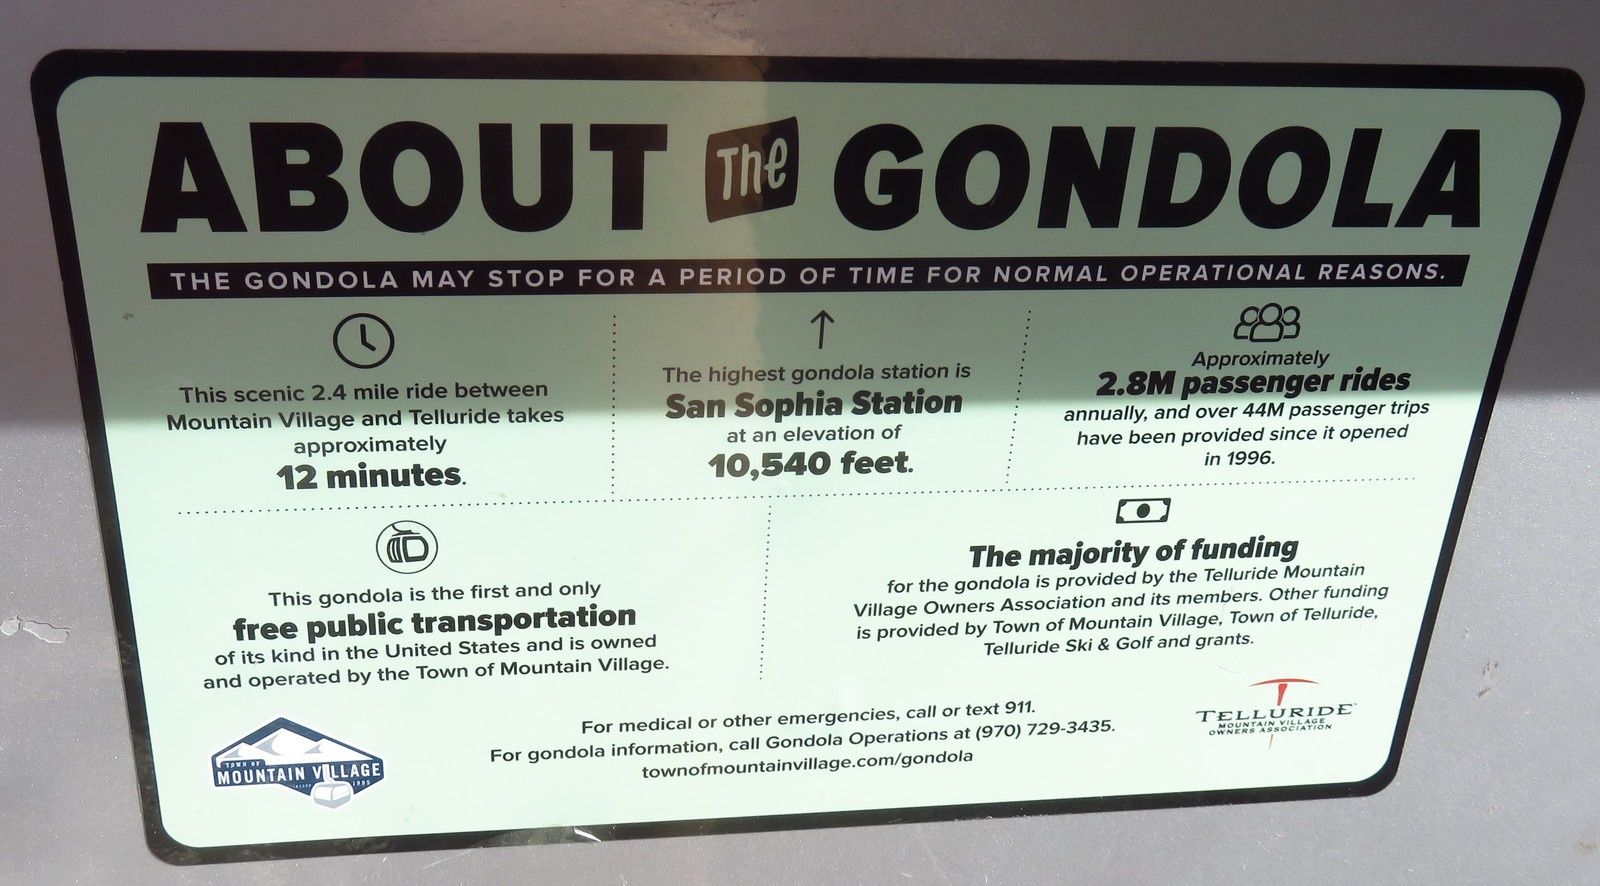 ABOUT The GONDOLA
THE GONDOLA MAY STOP FOR A PERIOD OF TIME FOR NORMAL OPERATIONAL REASONS.
This scenic 2.4 mile ride between
Mountain Village and Telluride takes
approximately
12 minutes.
The highest gondola station is
San Sophia Station
at an elevation of
10,540 feet.
Approximately
2.8M passenger rides
annually, and over 44M passenger trips
have been provided since it opened
in 1996.
This gondola is the first and only
free public transportation
of its kind in the United States and is owned
and operated by the Town of Mountain Village.
The majority of funding
for the gondola is provided by the Telluride Mountain
Village Owners Association and its members. Other funding
is provided by Town of Mountain Village, Town of Telluride,
Telluride Ski & Golf and grants.
TOWN OF
MOUNTAIN VILLAGE
1995
For medical or other emergencies, call or text 911.
For gondola information, call Gondola Operations at (970) 729-3435.
townofmountainvillage.com/gondola
TELLURIDE
MOUNTAIN VILLAGE
OWNERS ASSOCIATION